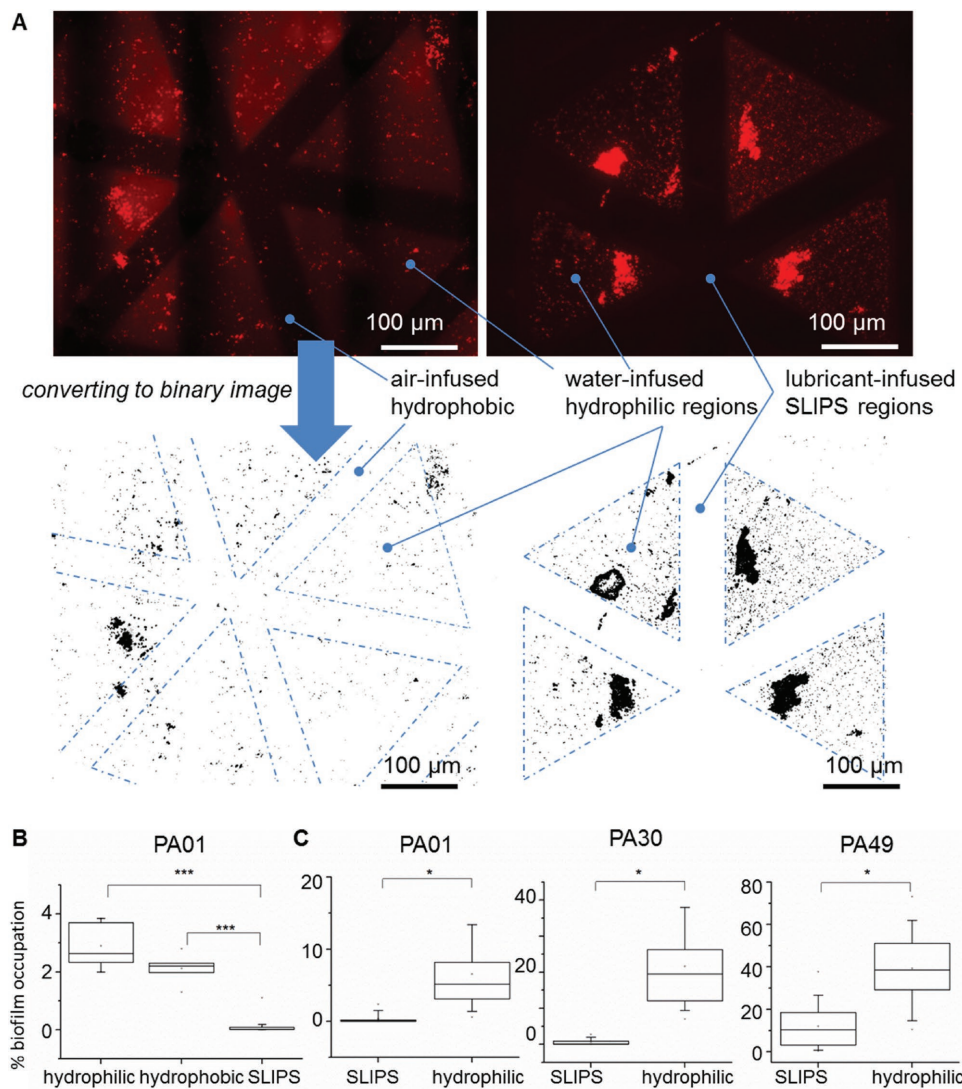 A
100 µm
100 µm
converting to binary image
air-infused
hydrophobic
water-infused
hydrophilic regions
lubricant-infused
SLIPS regions
100 µm
100 µm
B
PA01
C
PA01
PA30
PA49
% biofilm occupation
4
2
0
***
***
hydrophilic
hydrophobic
SLIPS
20
10
0
*
SLIPS
hydrophilic
40
20
0
*
SLIPS
hydrophilic
80
60
40
20
0
*
SLIPS
hydrophilic